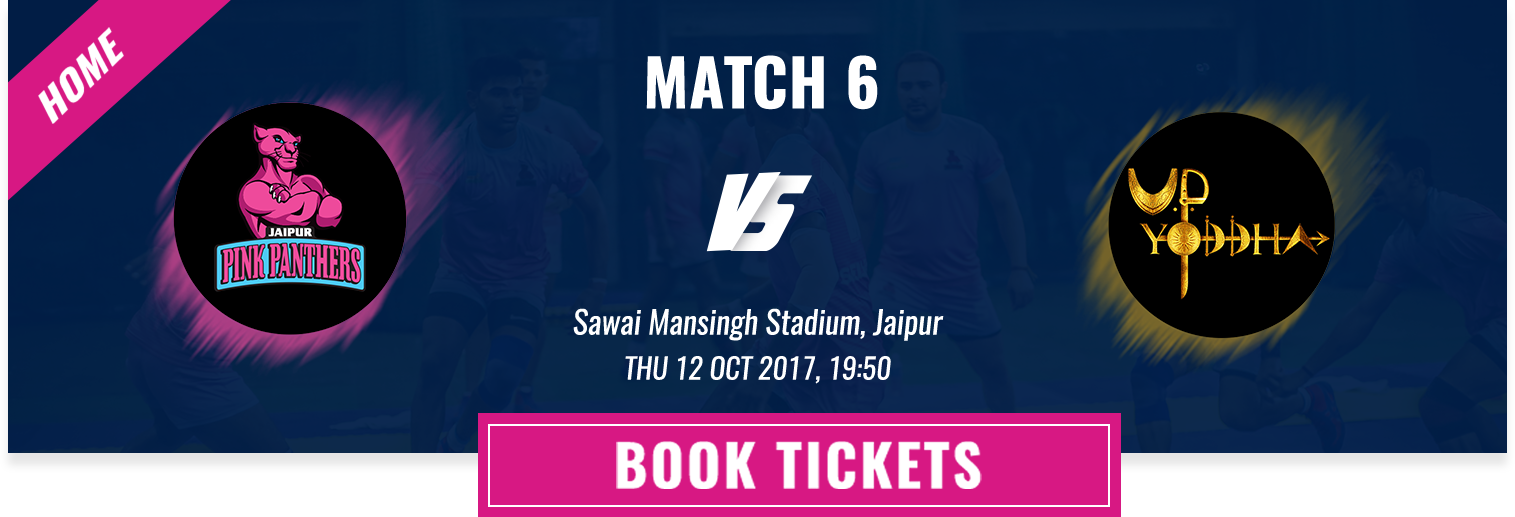 HOME
MATCH 6
JAIPUR
PINK PANTHERS
VS
U.P.
YODDHA
Sawai Mansingh Stadium, Jaipur
THU 12 OCT 2017, 19:50
BOOK TICKETS